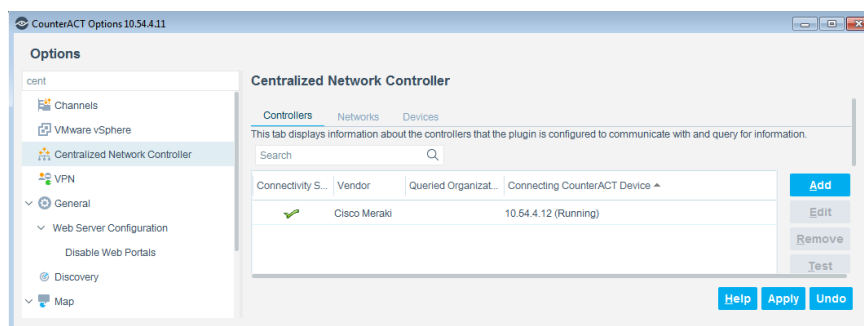 CounterACT Options 10.54.4.11
Options
cent
Channels
VMware vSphere
Centralized Network Controller
VPN
General
Web Server Configuration
Disable Web Portals
Discovery
Map
Centralized Network Controller
Controllers Networks Devices
This tab displays information about the controllers that the plugin is configured to communicate with and query for information.
Search
Connectivity S... Vendor Queried Organizat... Connecting CounterACT Device
Cisco Meraki 10.54.4.12 (Running)
Add
Edit
Remove
Test
Help Apply Undo